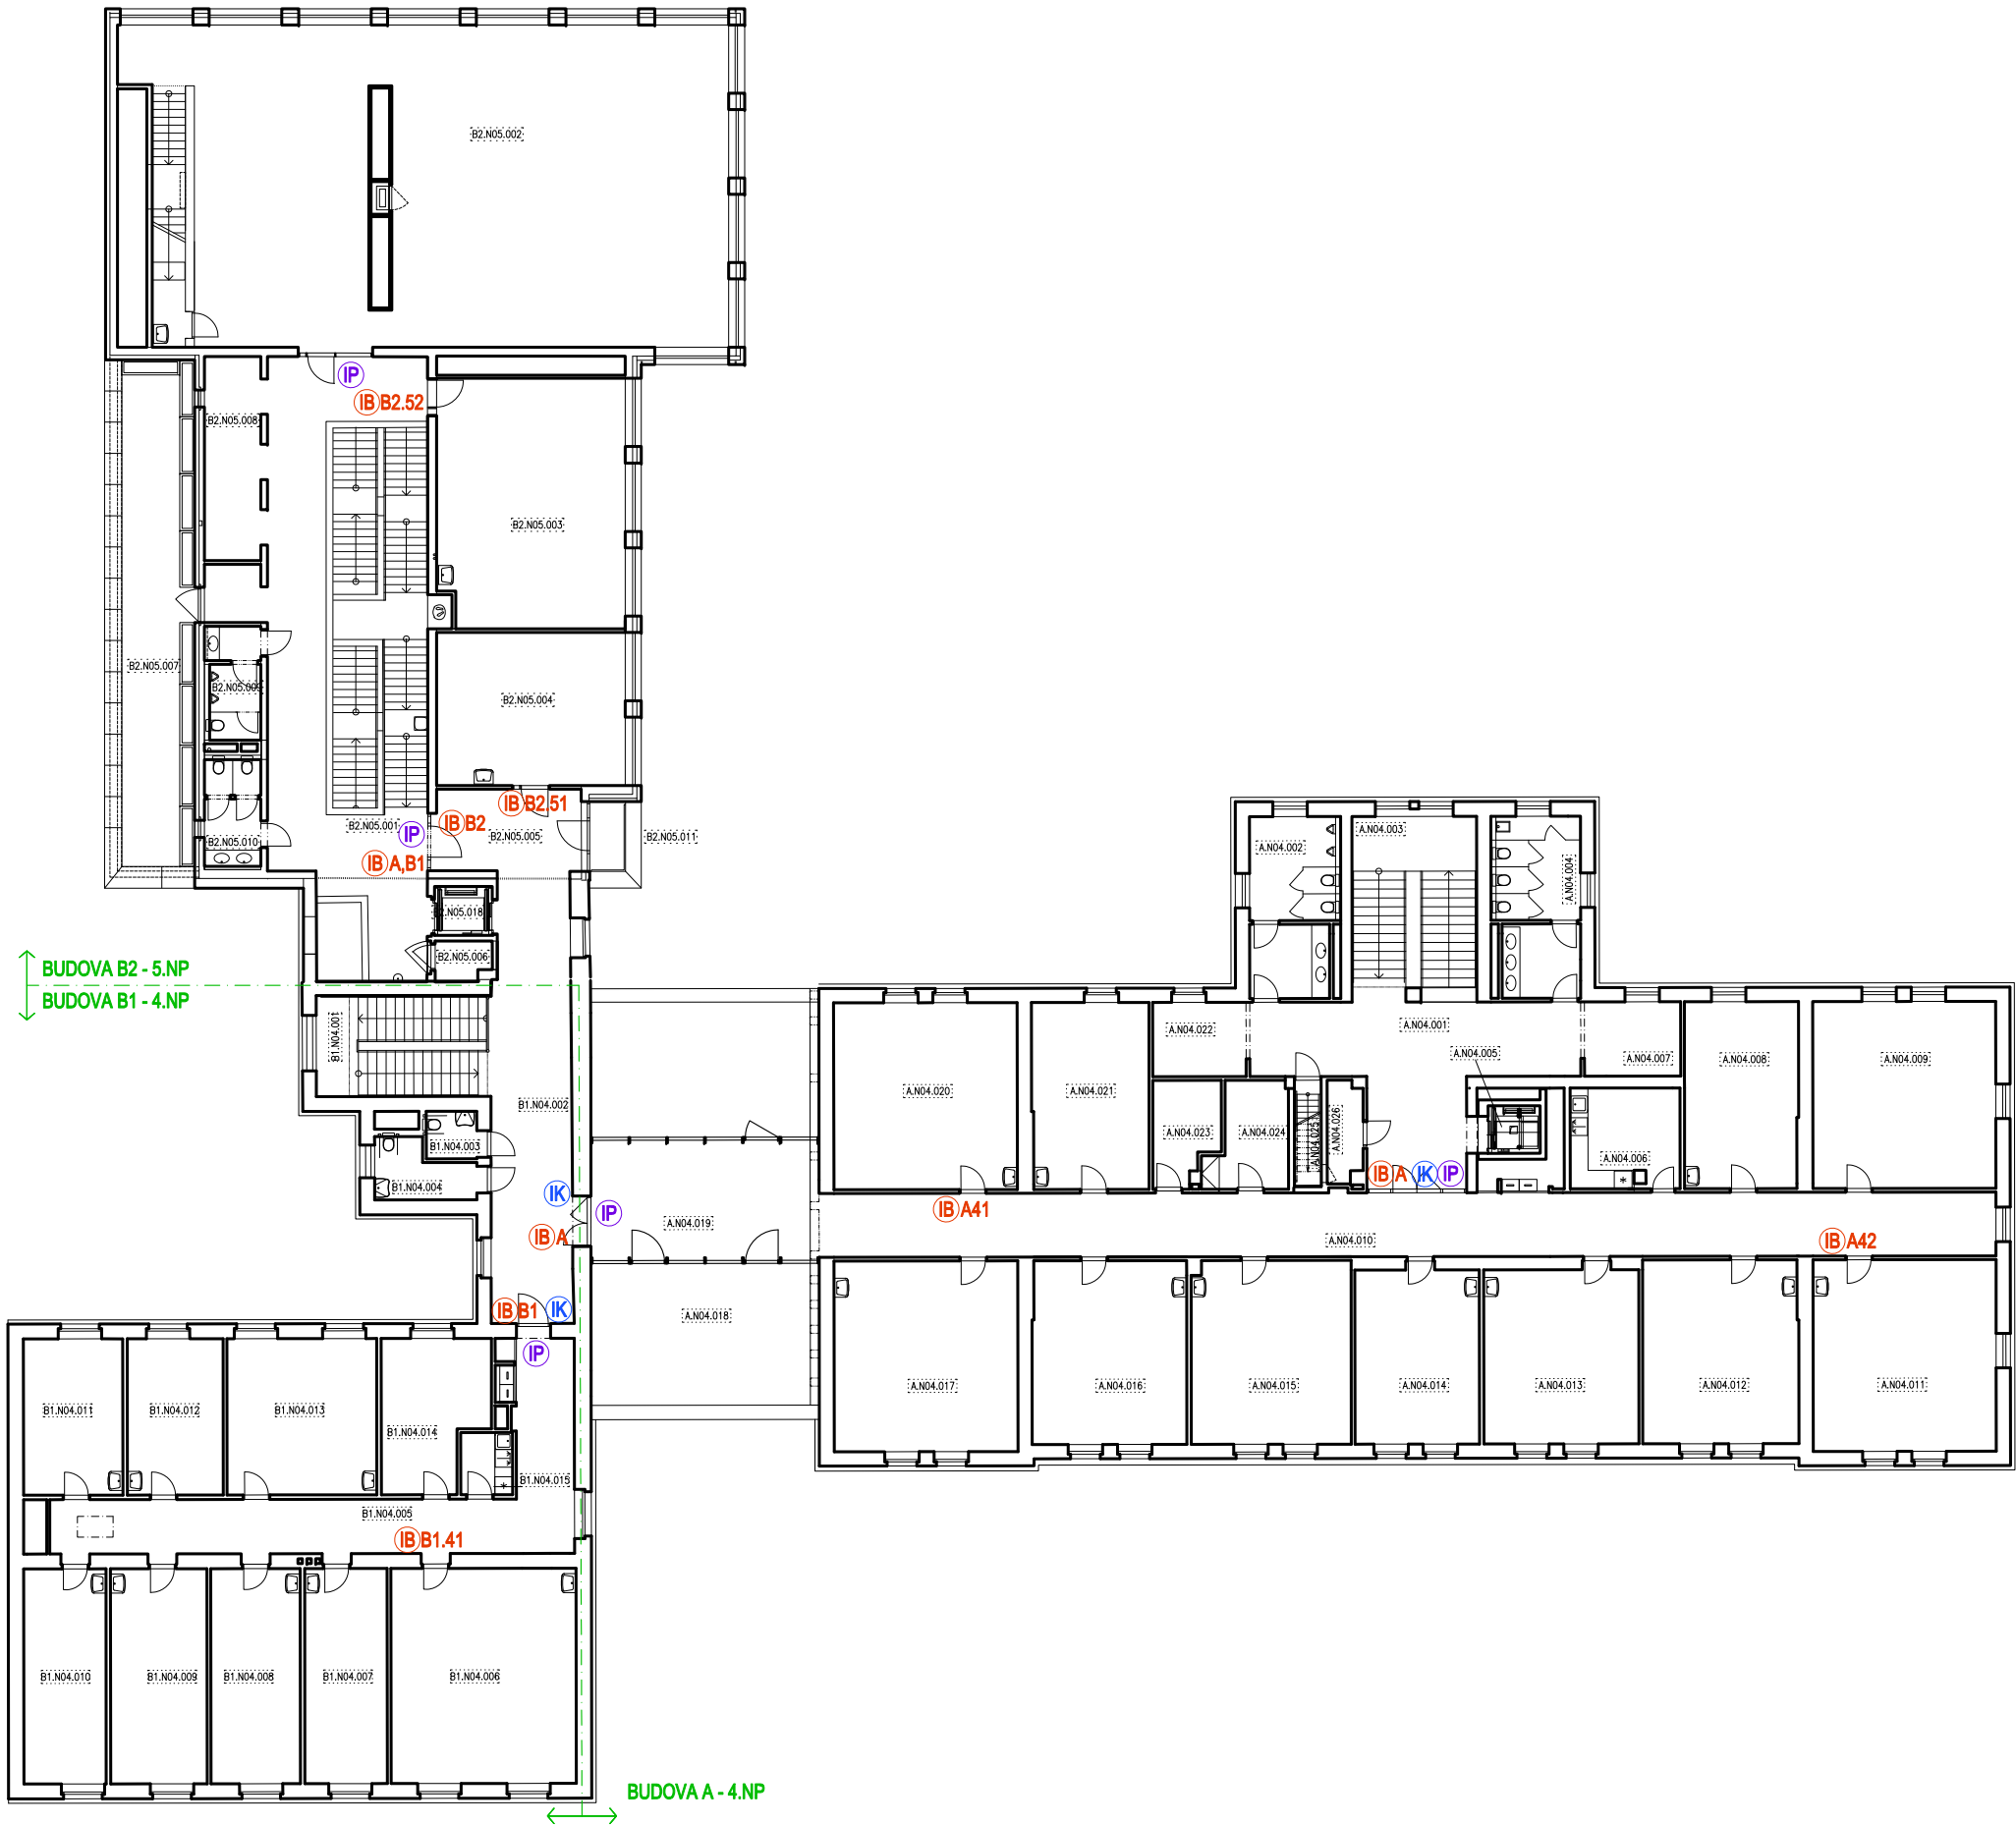 B2.N05.002
IP
IB B2.52
B2.N05.008
B2.N05.003
B2.N05.007
B2.N05.009
B2.N05.004
IB B2.51
B2.N05.001
IP
IB B2
B2.N05.005
B2.N05.011
B2.N05.010
IB A,B1
B2.N05.018
B2.N05.006
BUDOVA B2 - 5.NP
BUDOVA B1 - 4.NP
B1.N04.001
B1.N04.002
B1.N04.003
B1.N04.004
IK
IP
IB A
IB B1
IK
IP
A.N04.019
A.N04.018
A.N04.002
A.N04.003
A.N04.004
A.N04.022
A.N04.001
A.N04.005
A.N04.007
A.N04.008
A.N04.009
A.N04.020
A.N04.021
A.N04.023
A.N04.024
A.N04.025
A.N04.026
A.N04.006
IB A
IK
IP
IB A41
A.N04.010
IB A42
A.N04.017
A.N04.016
A.N04.015
A.N04.014
A.N04.013
A.N04.012
A.N04.011
B1.N04.011
B1.N04.012
B1.N04.013
B1.N04.014
B1.N04.015
B1.N04.005
IB B1.41
B1.N04.010
B1.N04.009
B1.N04.008
B1.N04.007
B1.N04.006
BUDOVA A - 4.NP